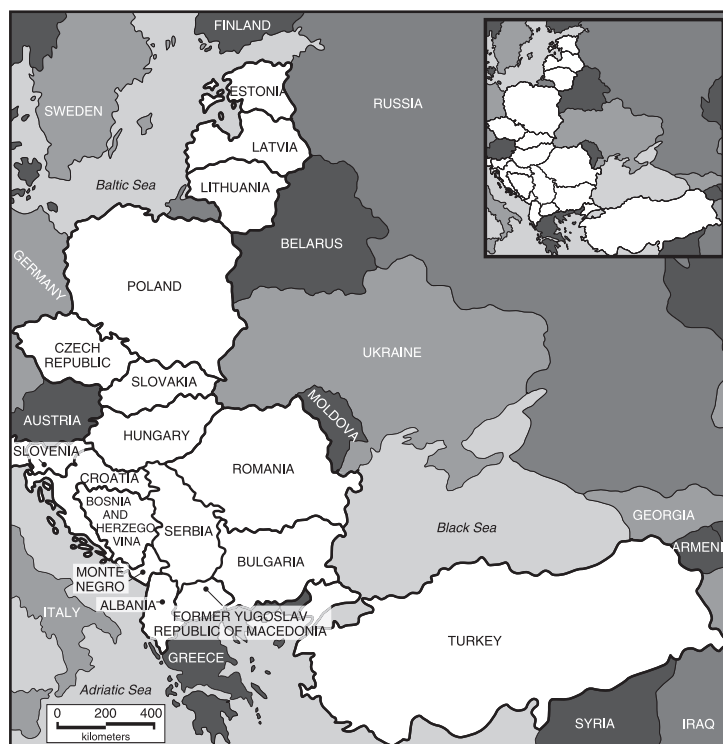 FINLAND
SWEDEN
ESTONIA
RUSSIA
LATVIA
Baltic Sea
LITHUANIA
BELARUS
GERMANY
POLAND
CZECH
REPUBLIC
UKRAINE
SLOVAKIA
AUSTRIA
MOLDOVA
HUNGARY
SLOVENIA
ROMANIA
CROATIA
BOSNIA
AND
HERZEGO
VINA
SERBIA
Black Sea
GEORGIA
ARMENI
BULGARIA
MONTE
NEGRO
ITALY
ALBANIA
FORMER YUGOSLAV
REPUBLIC OF MACEDONIA
TURKEY
GREECE
Adriatic Sea
0 200 400
kilometers
SYRIA
IRAQ